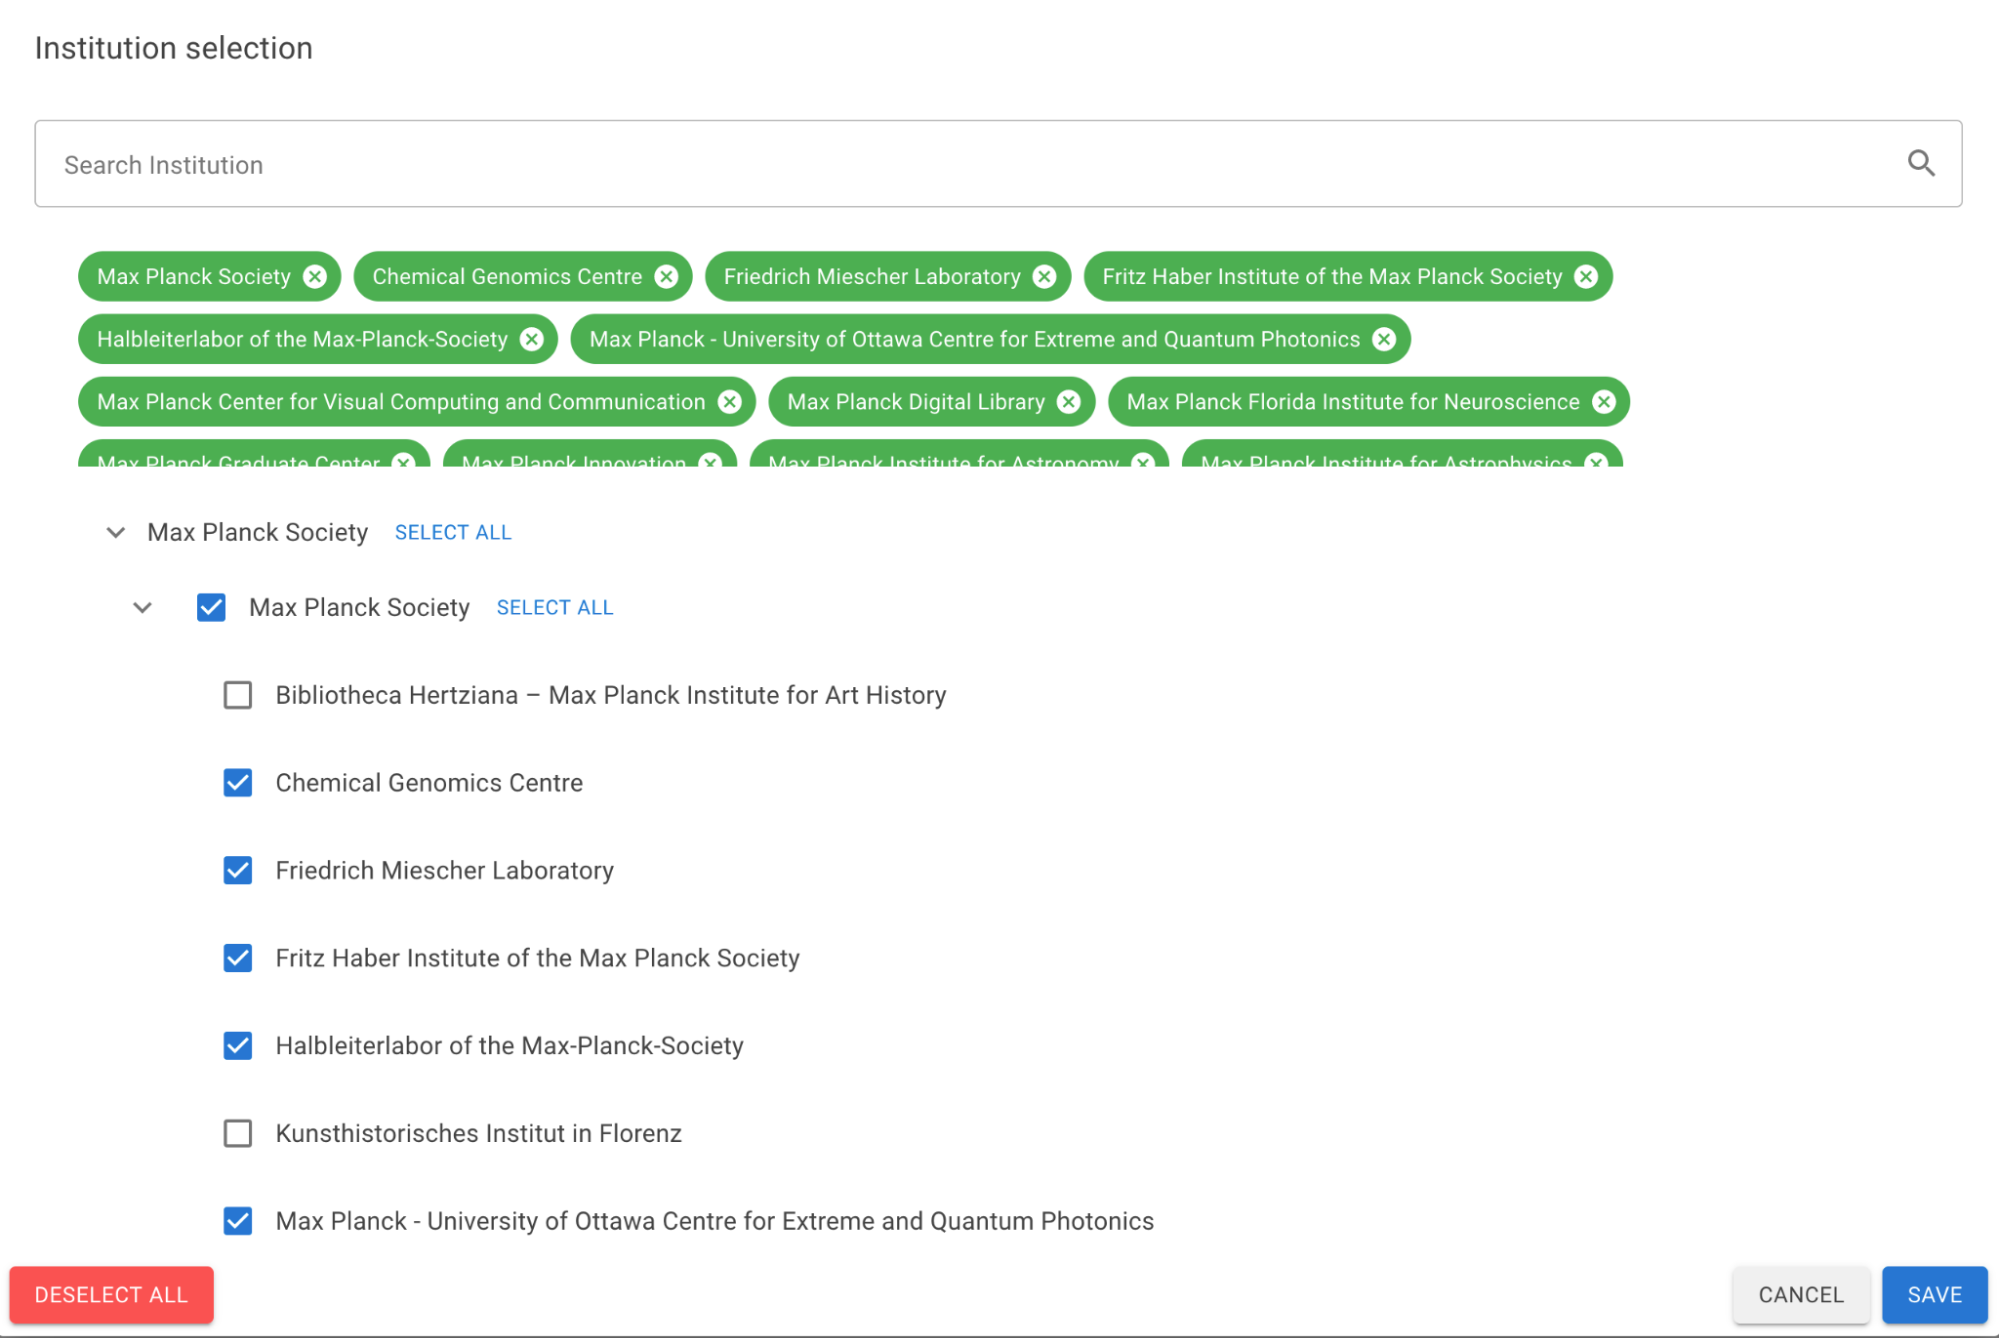 Institution selection
Search Institution
Max Planck Society Chemical Genomics Centre Friedrich Miescher Laboratory Fritz Haber Institute of the Max Planck Society
Halbleiterlabor of the Max-Planck-Society Max Planck - University of Ottawa Centre for Extreme and Quantum Photonics
Max Planck Center for Visual Computing and Communication Max Planck Digital Library Max Planck Florida Institute for Neuroscience
Max Planck Graduate Center Max Planck Innovation Max Planck Institute for Astronomy Max Planck Institute for Astrophysics
Max Planck Society SELECT ALL
Max Planck Society SELECT ALL
Bibliotheca Hertziana – Max Planck Institute for Art History
Chemical Genomics Centre
Friedrich Miescher Laboratory
Fritz Haber Institute of the Max Planck Society
Halbleiterlabor of the Max-Planck-Society
Kunsthistorisches Institut in Florenz
Max Planck - University of Ottawa Centre for Extreme and Quantum Photonics
DESELECT ALL CANCEL SAVE